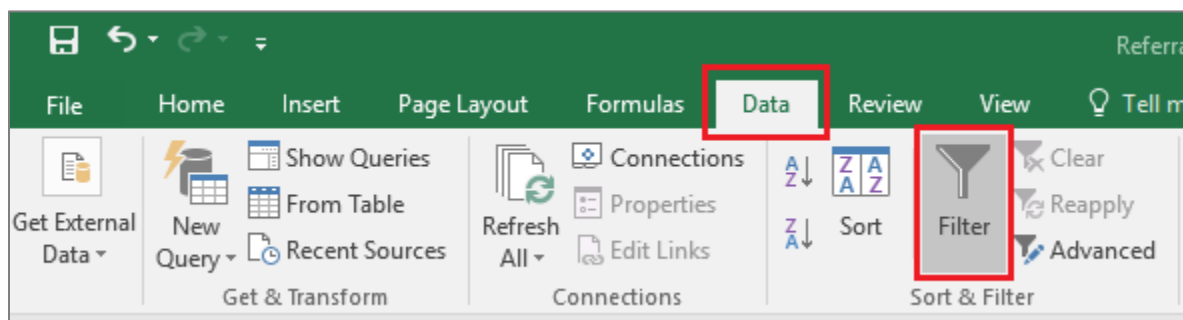 Referra
File Home Insert Page Layout Formulas Data Review View Tell m
Show Queries Connections Clear
From Table Properties Reapply
Get External Data New Query Recent Sources Refresh All Edit Links Sort Filter Advanced
Get & Transform Connections Sort & Filter